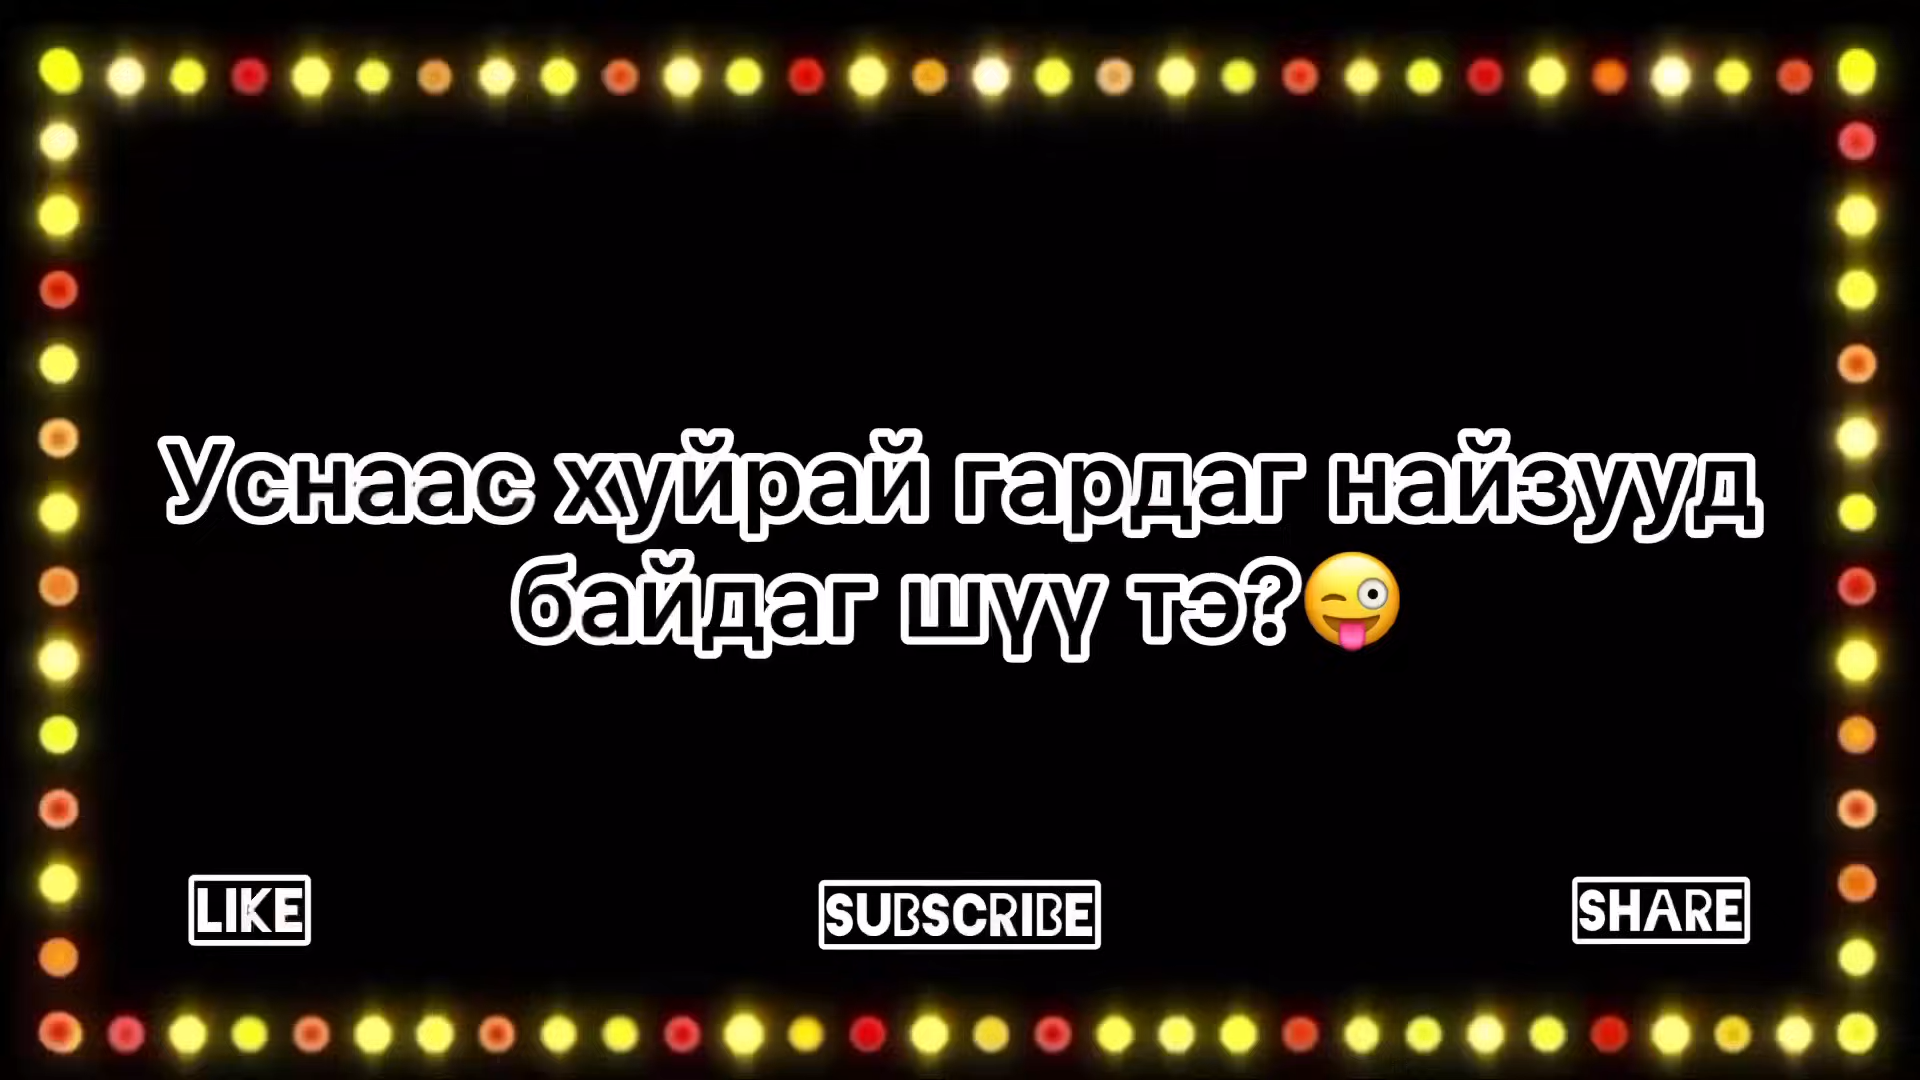 Уснаас хуйрай гардаг найзууд
байдаг шүү тэ?😜
LIKE
SUBSCRIBE
SHARE